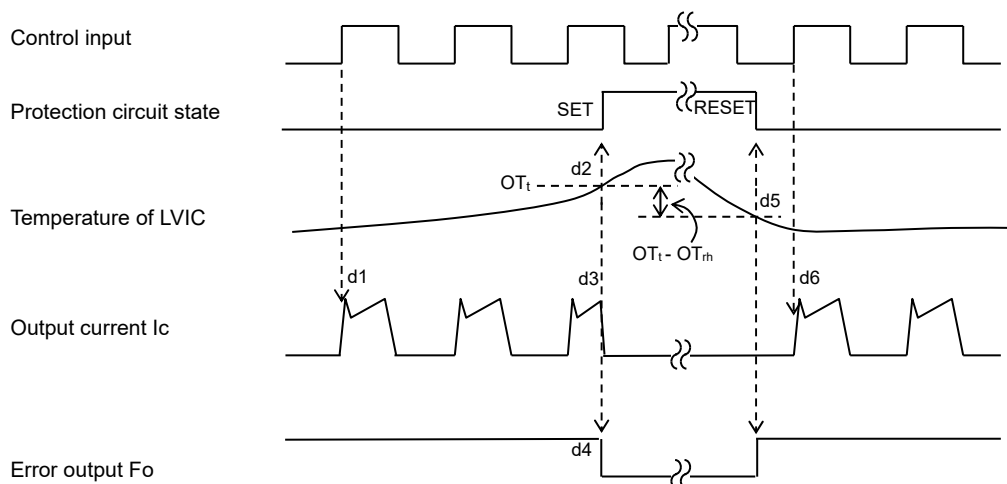 Control input
Protection circuit state
SET
RESET
d2
OTt
d5
Temperature of LVIC
OTt - OTrh
d1
d3
d6
Output current Ic
d4
Error output Fo